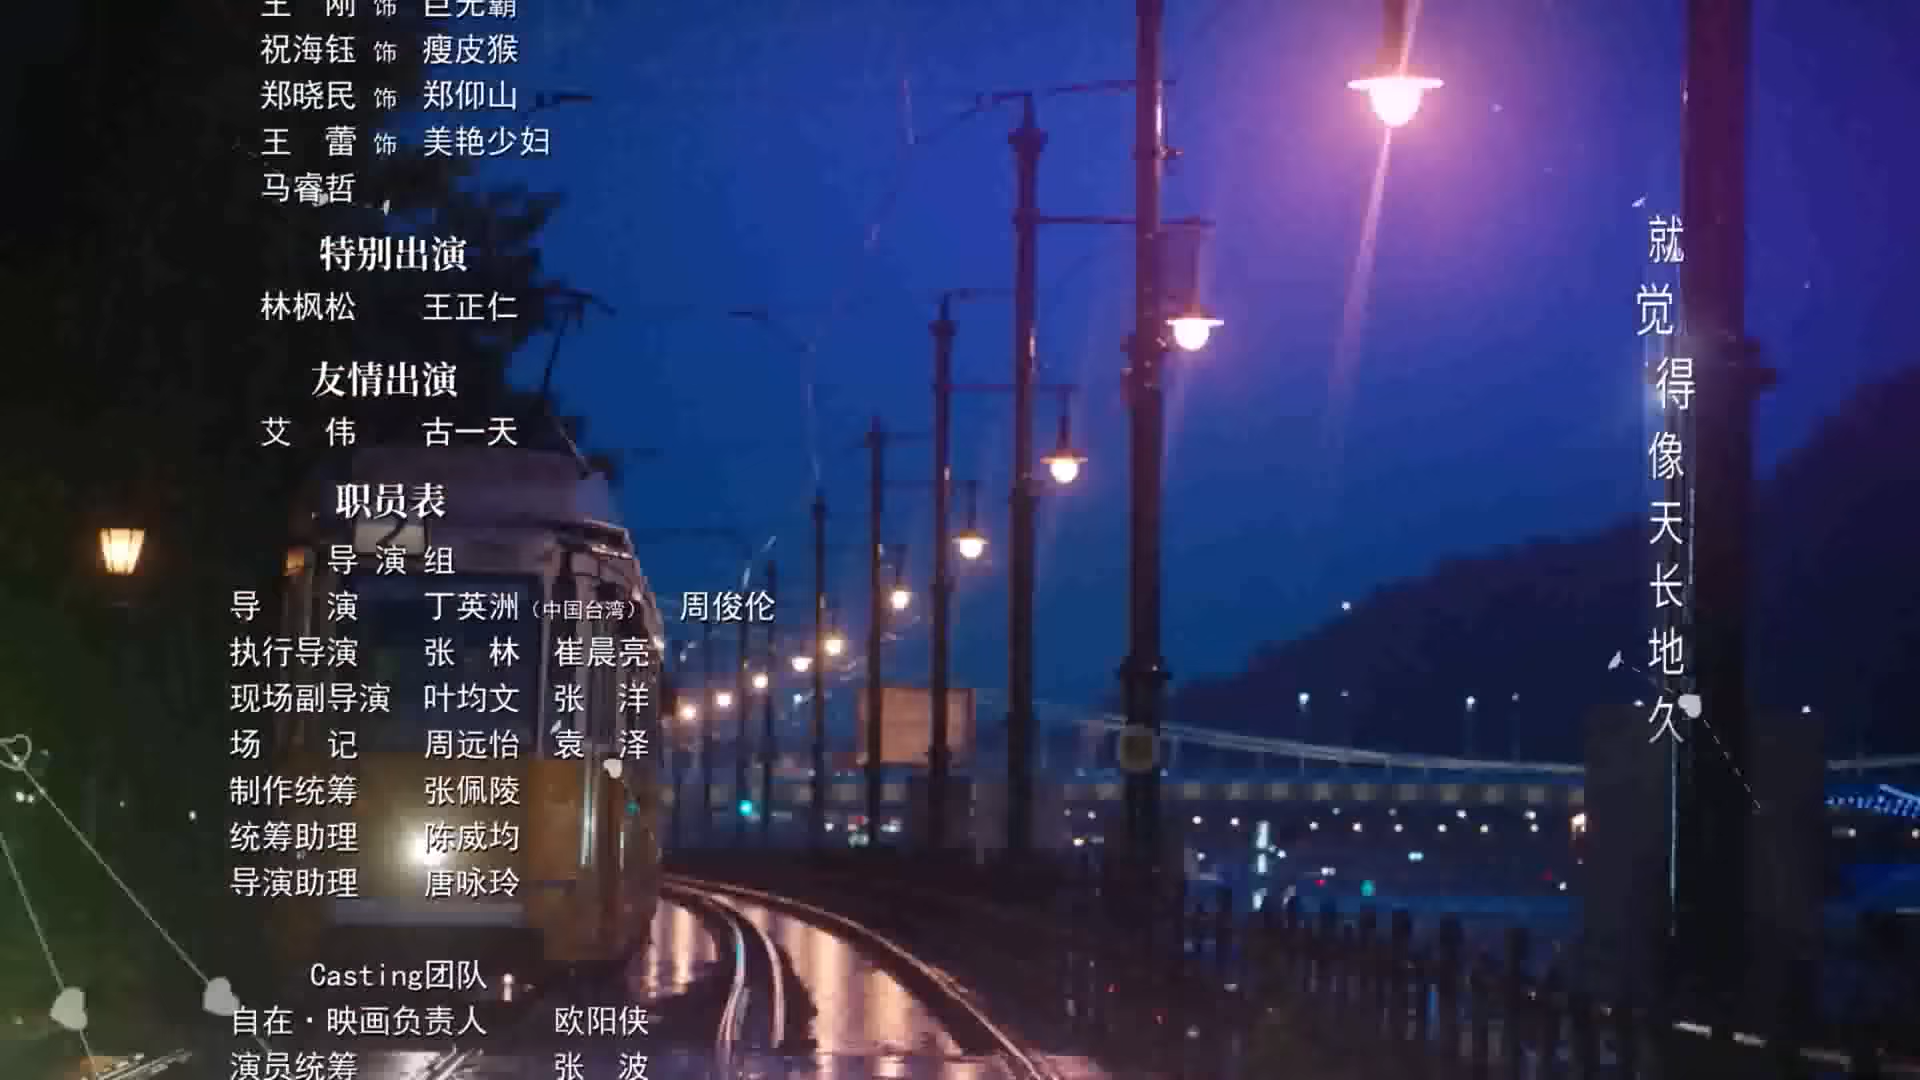 王 刚 饰 巨无霸
祝海钰 饰 瘦皮猴
郑晓民 饰 郑仰山
王 蕾 饰 美艳少妇
马睿哲
特别出演
林枫松 王正仁
友情出演
艾 伟 古一天
职员表
导演组
导 演 丁英洲（中国台湾） 周俊伦
执行导演 张 林 崔晨亮
现场副导演 叶均文 张 洋
场 记 周远怡 袁 泽
制作统筹 张佩陵
统筹助理 陈威均
导演助理 唐咏玲
Casting团队
自在·映画负责人 欧阳侠
演员统筹 张 波
就觉得像天长地久
2